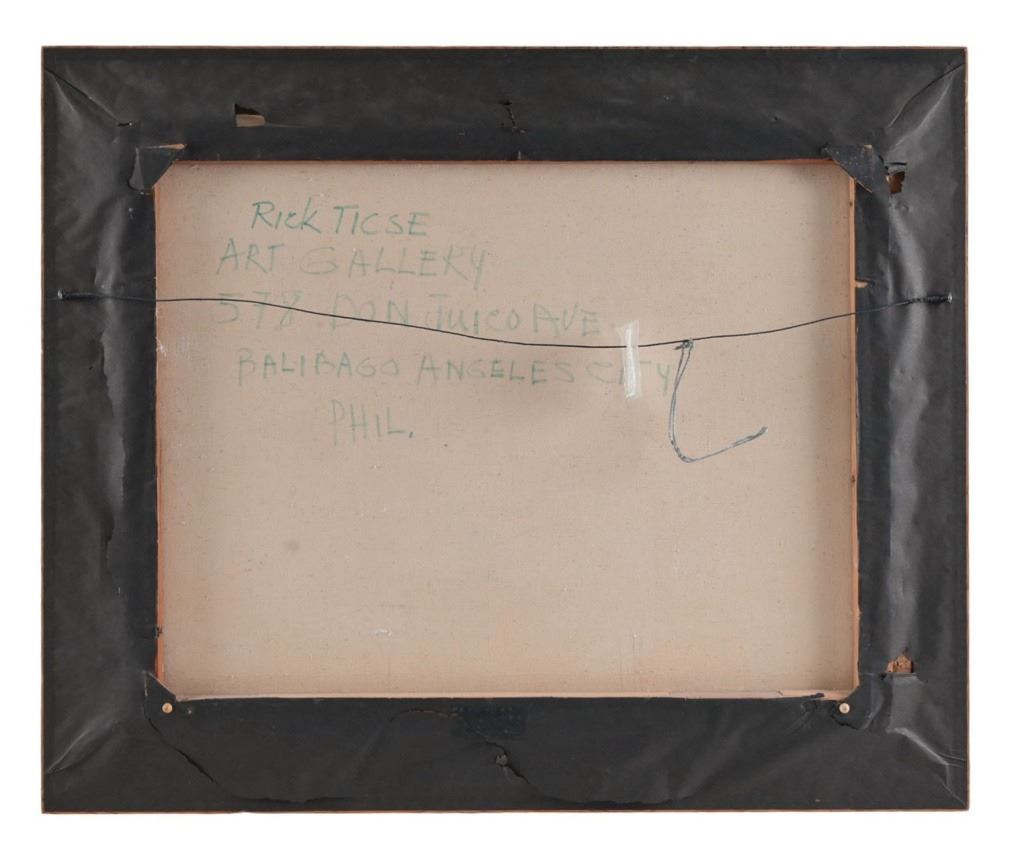 Rick TICSE
ART GALLERY
578 DON JUICO AVE
BALIBAGO ANGELES CITY
PHIL.